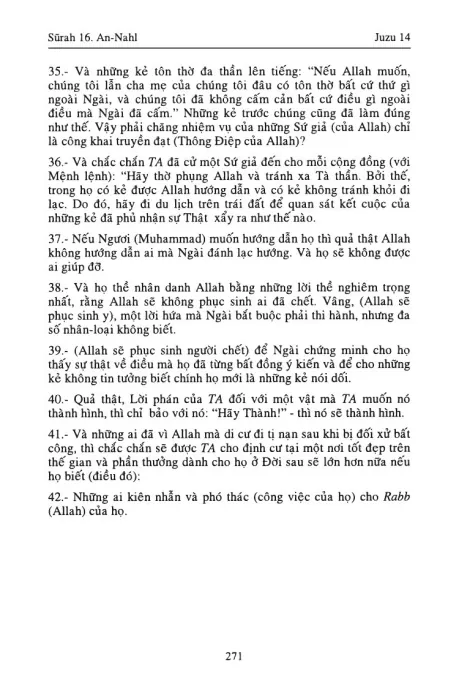 Sūrah 16. An-Nahl Juzu 14
35.- Và những kẻ tôn thờ đa thần lên tiếng: “Nếu Allah muốn,
chúng tôi lẫn cha mẹ của chúng tôi đâu có tôn thờ bất cứ thứ gì
ngoài Ngài, và chúng tôi đã không cấm cản bất cứ điều gì ngoài
điều mà Ngài đã cấm.” Những kẻ trước chúng cũng đã làm đúng
như thế. Vậy phải chăng nhiệm vụ của những Sứ giả (của Allah) chỉ
là công khai truyền đạt (Thông Điệp của Allah)?
36.- Và chắc chắn TA đã cử một Sứ giả đến cho mỗi cộng đồng (với
Mệnh lệnh): “Hãy thờ phụng Allah và tránh xa Tà thần. Bởi thế,
trong họ có kẻ được Allah hướng dẫn và có kẻ không tránh khỏi đi
lạc. Do đó, hãy đi du lịch trên trái đất để quan sát kết cuộc của
những kẻ đã phủ nhận sự Thật xẩy ra như thế nào.
37.- Nếu Ngươi (Muhammad) muốn hướng dẫn họ thì quả thật Allah
không hướng dẫn ai mà Ngài đánh lạc hướng. Và họ sẽ không được
ai giúp đỡ.
38.- Và họ thề nhân danh Allah bằng những lời thề nghiêm trọng
nhất, rằng Allah sẽ không phục sinh ai đã chết. Vâng, (Allah sẽ
phục sinh y), một lời hứa mà Ngài bắt buộc phải thi hành, nhưng đa
số nhân-loại không biết.
39.- (Allah sẽ phục sinh người chết) để Ngài chứng minh cho họ
thấy sự thật về điều mà họ đã từng bất đồng ý kiến và để cho những
kẻ không tin tưởng biết chính họ mới là những kẻ nói dối.
40.- Quả thật, Lời phán của TA đối với một vật mà TA muốn nó
thành hình, thì chỉ bảo với nó: “Hãy Thành!” - thì nó sẽ thành hình.
41.- Và những ai đã vì Allah mà di cư đi tị nạn sau khi bị đối xử bất
công, thì chắc chắn sẽ được TA cho định cư tại một nơi tốt đẹp trên
thế gian và phần thưởng dành cho họ ở Đời sau sẽ lớn hơn nữa nếu
họ biết (điều đó):
42.- Những ai kiên nhẫn và phó thác (công việc của họ) cho Rabb
(Allah) của họ.
271